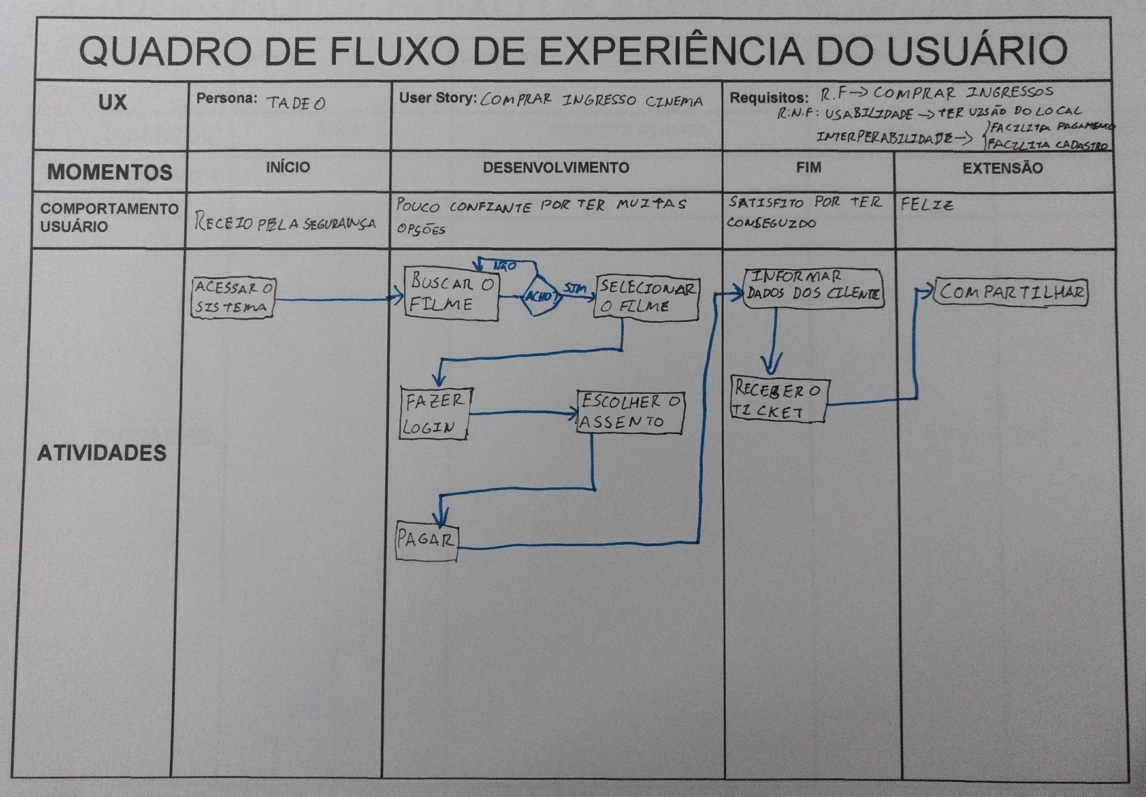 QUADRO DE FLUXO DE EXPERIÊNCIA DO USUÁRIO
UX
Persona: TADEO
User Story: COMPRAR INGRESSO CINEMA
Requisitos: R.F → COMPRAR INGRESSOS
R.N.F: USABILIDADE → TER VISÃO DO LOCAL
INTERPERABILIDADE → FACILITA PAGAMENTO
FACILITA CADASTRO
MOMENTOS
INÍCIO
DESENVOLVIMENTO
FIM
EXTENSÃO
COMPORTAMENTO
USUÁRIO
RECEIO PELA SEGURANSA
POUCO CONFIANTE POR TER MUITAS
OPÇÕES
SATISFITO POR TER
CONSEGUIDO
FELIZ
ATIVIDADES
ACESSAR O
SISTEMA
BUSCAR O
FILME
NÃO
ACHO?
SIM
SELECIONAR
O FILME
FAZER
LOGIN
ESCOLHER O
ASSENTO
PAGAR
INFORMAR
DADOS DOS CILENTE
RECEBER O
TICKET
COMPARTILHAR